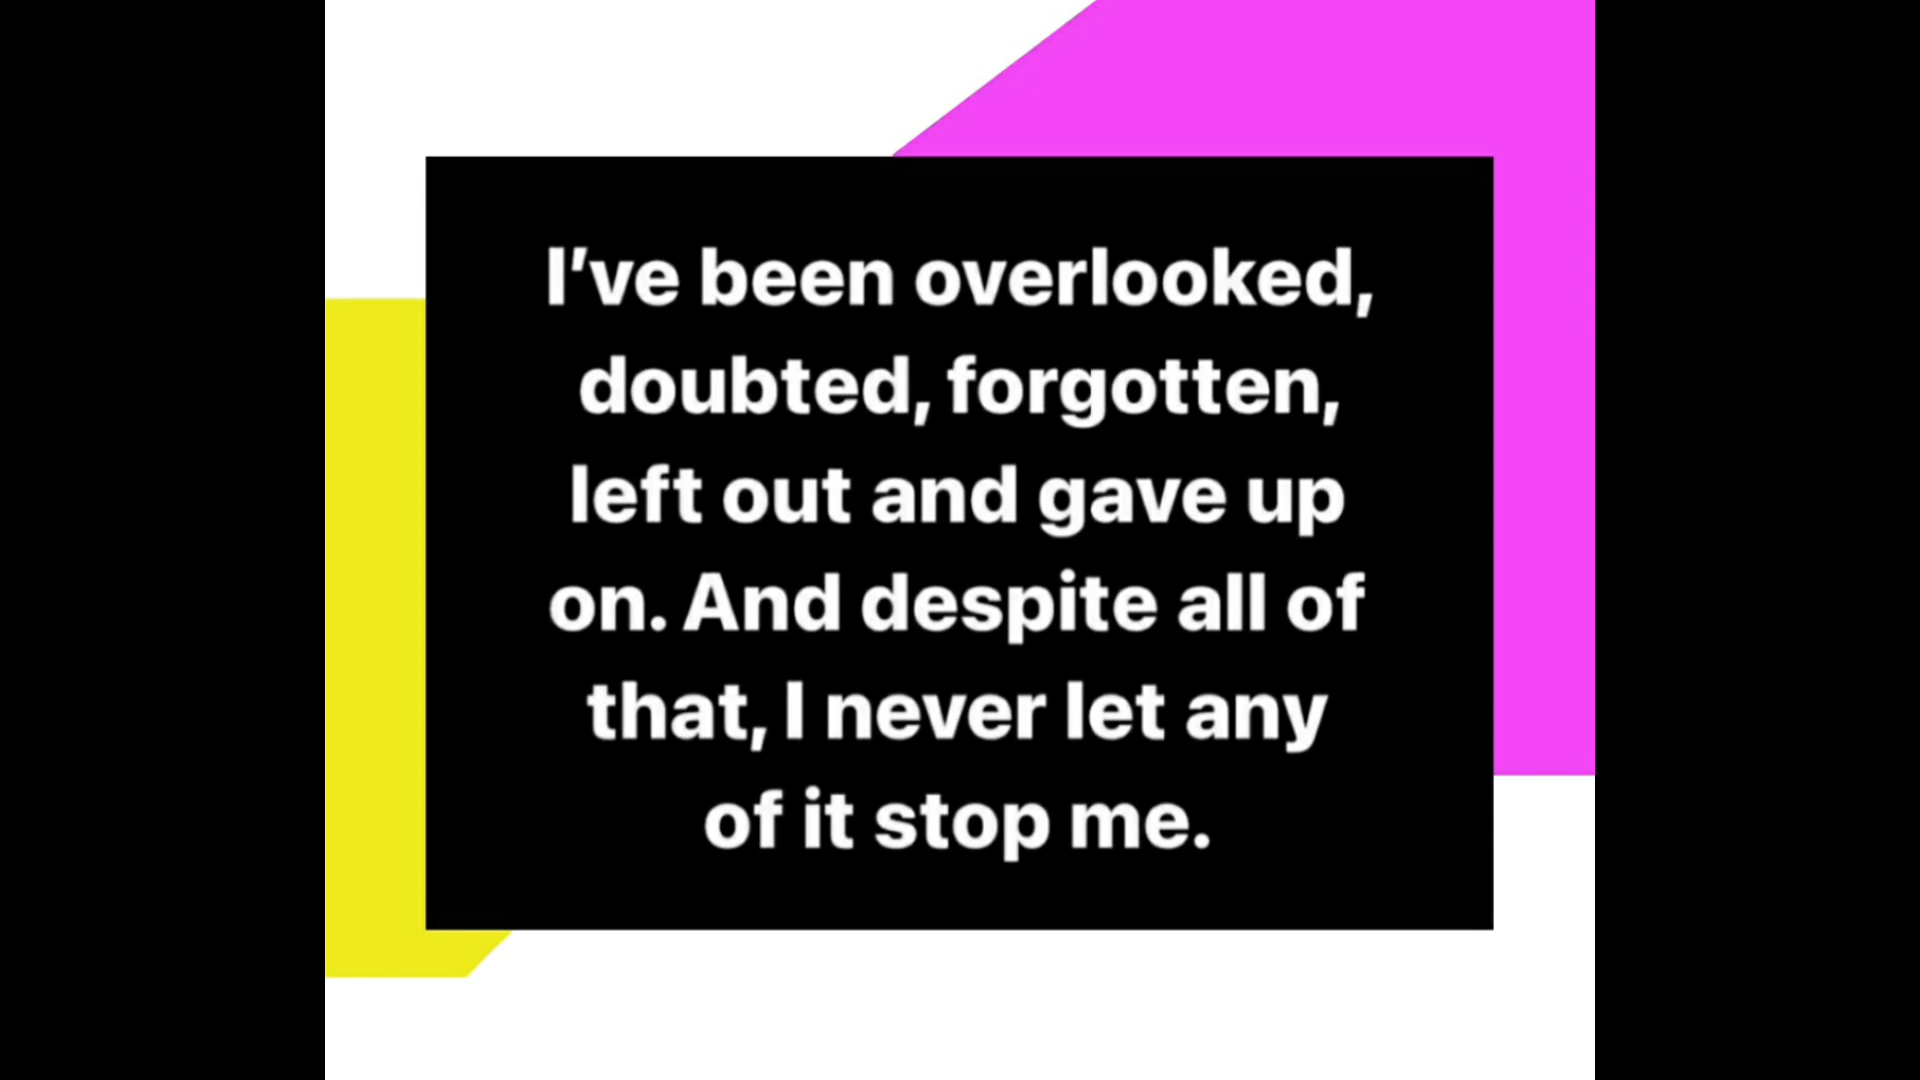 I’ve been overlooked,
doubted, forgotten,
left out and gave up
on. And despite all of
that, I never let any
of it stop me.